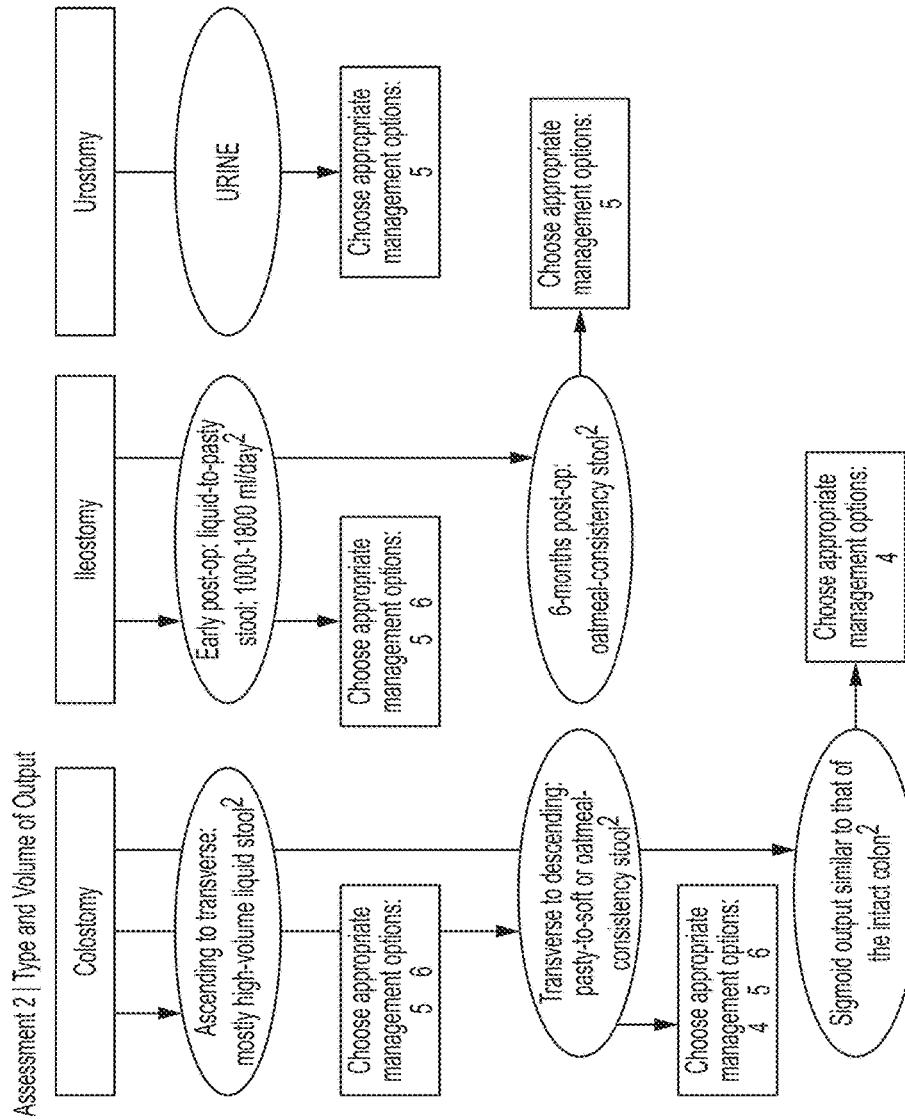 Assessment 2 | Type and Volume of Output
Colostomy
Ascending to transverse:
mostly high-volume liquid stool2
Choose appropriate
management options:
5 6
Transverse to descending:
pasty-to-soft or oatmeal-
consistency stool2
Choose appropriate
management options:
4 5 6
Sigmoid output similar to that of
the intact colon2
Choose appropriate
management options:
4
Ileostomy
Early post-op: liquid-to-pasty
stool; 1000-1800 ml/day2
Choose appropriate
management options:
5 6
6-months post-op:
oatmeal-consistency stool2
Choose appropriate
management options:
5
Urostomy
URINE
Choose appropriate
management options:
5